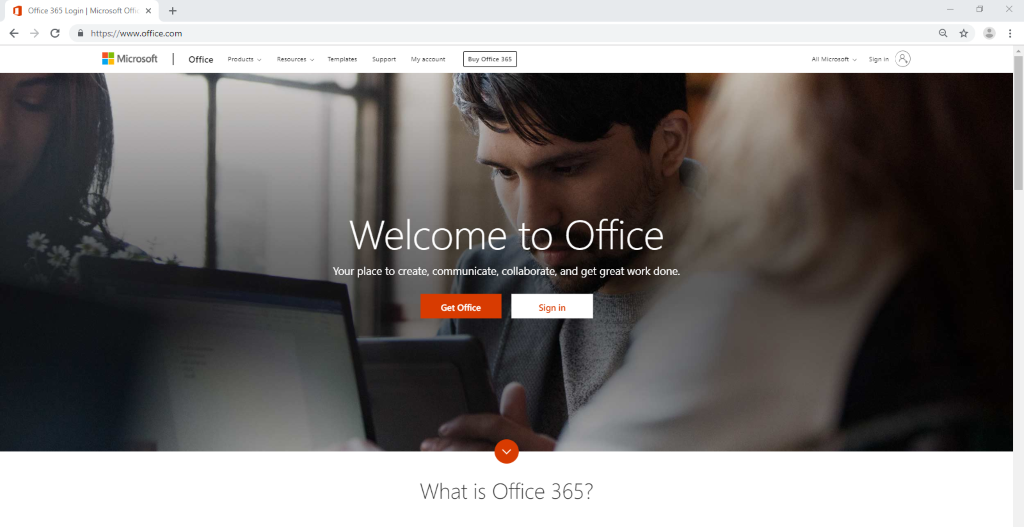 Office 365 Login | Microsoft Offic
https://www.office.com
Microsoft | Office Products Resources Templates Support My account Buy Office 365 All Microsoft Sign in
Welcome to Office
Your place to create, communicate, collaborate, and get great work done.
Get Office Sign in
What is Office 365?